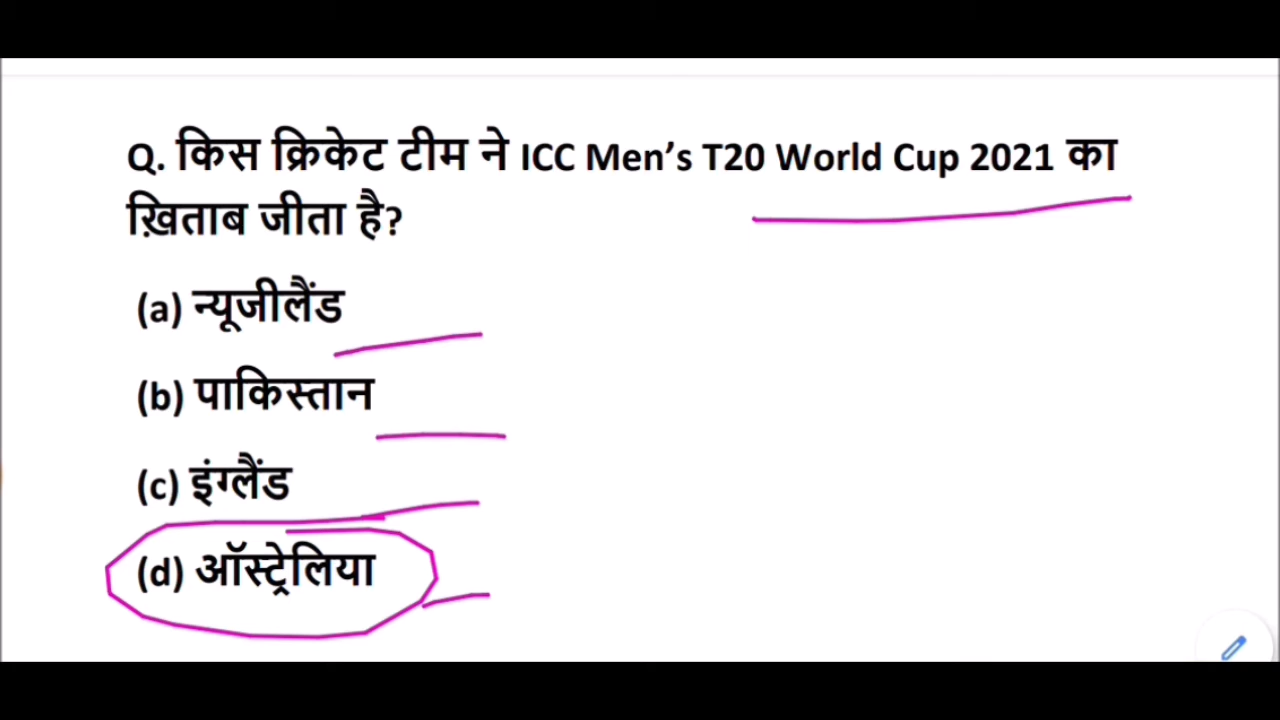 Q. किस क्रिकेट टीम ने ICC Men’s T20 World Cup 2021 का
ख़िताब जीता है?
(a) न्यूजीलैंड
(b) पाकिस्तान
(c) इंग्लैंड
(d) ऑस्ट्रेलिया